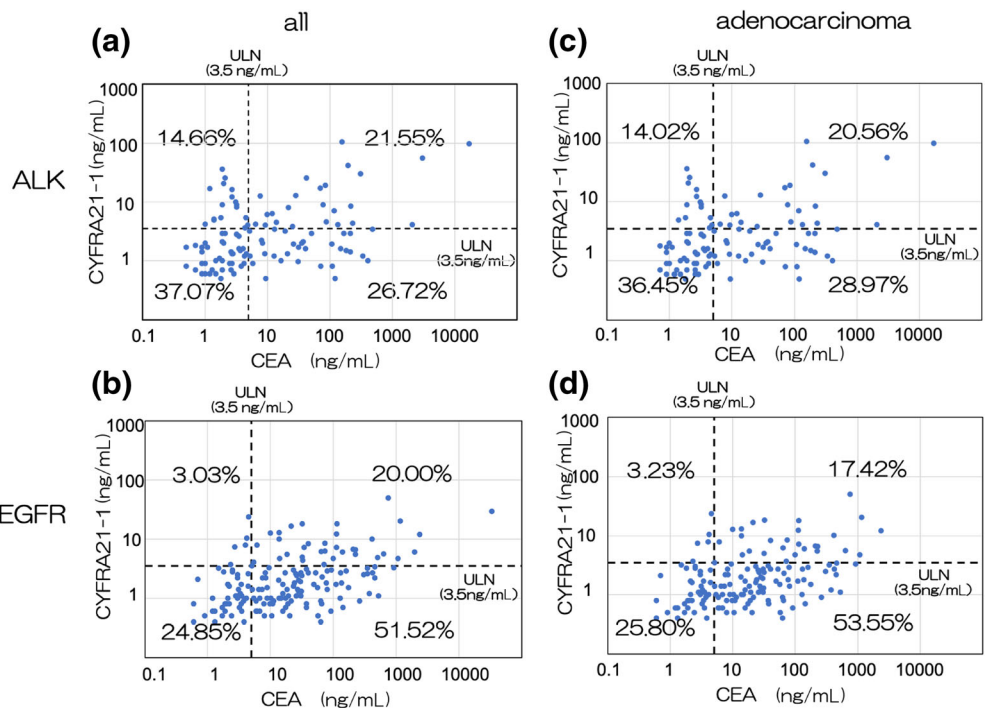 all
adenocarcinoma
(a)
ULN
(3.5 ng/mL)
1000
100
10
1
CYFRA21-1(ng/mL)
14.66%
21.55%
37.07%
26.72%
ULN
(3.5ng/mL)
0.1
1
10
100
1000
10000
CEA (ng/mL)
ALK
(c)
ULN
(3.5 ng/mL)
1000
100
10
1
CYFRA21-1(ng/mL)
14.02%
20.56%
36.45%
28.97%
ULN
(3.5ng/mL)
0.1
1
10
100
1000
10000
CEA (ng/mL)
(b)
ULN
(3.5 ng/mL)
1000
100
10
1
CYFRA21-1(ng/mL)
3.03%
20.00%
24.85%
51.52%
ULN
(3.5ng/mL)
0.1
1
10
100
1000
10000
CEA (ng/mL)
EGFR
(d)
ULN
(3.5 ng/mL)
1000
100
10
1
CYFRA21-1(ng/mL)
3.23%
17.42%
25.80%
53.55%
ULN
(3.5ng/mL)
0.1
1
10
100
1000
10000
CEA (ng/mL)